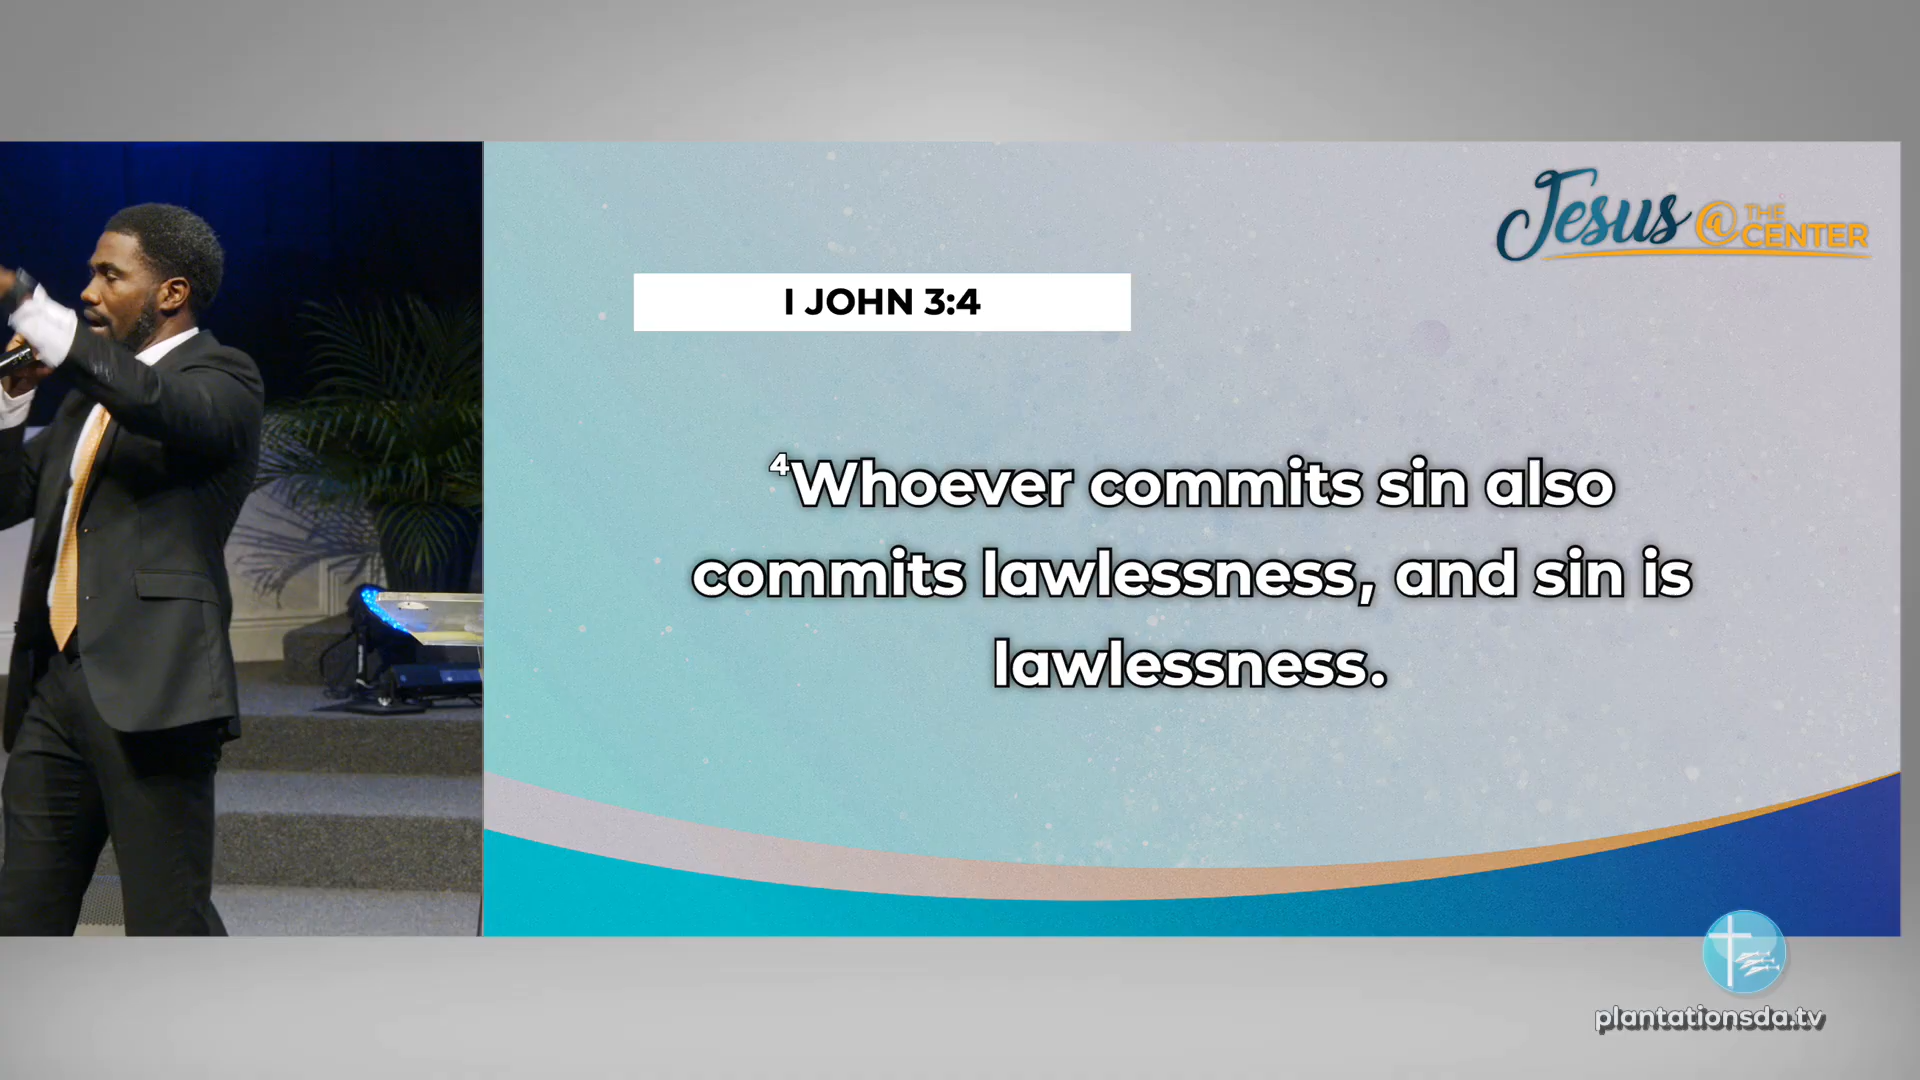 Jesus @ THE CENTER
I JOHN 3:4
⁴Whoever commits sin also
commits lawlessness, and sin is
lawlessness.
plantationsda.tv